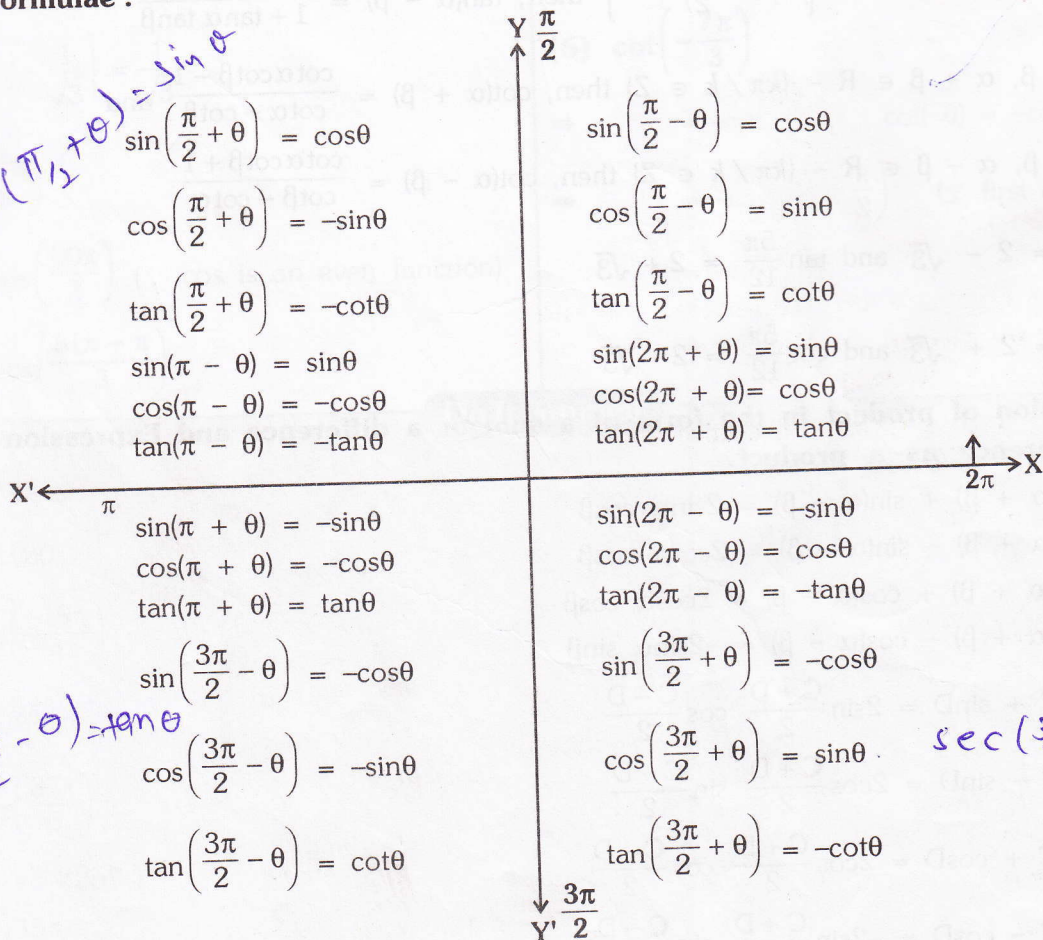 ormulae :
Y π/2
(π/2 + θ) = sin θ
sin(π/2 + θ) = cosθ
cos(π/2 + θ) = –sinθ
tan(π/2 + θ) = –cotθ
sin(π – θ) = sinθ
cos(π – θ) = –cosθ
tan(π – θ) = –tanθ
sin(π/2 – θ) = cosθ
cos(π/2 – θ) = sinθ
tan(π/2 – θ) = cotθ
sin(2π + θ) = sinθ
cos(2π + θ)= cosθ
tan(2π + θ) = tanθ
X' π 2π X
sin(π + θ) = –sinθ
cos(π + θ) = –cosθ
tan(π + θ) = tanθ
sin(3π/2 – θ) = –cosθ
– θ) = tan θ
cos(3π/2 – θ) = –sinθ
tan(3π/2 – θ) = cotθ
sin(2π – θ) = –sinθ
cos(2π – θ) = cosθ
tan(2π – θ) = –tanθ
sin(3π/2 + θ) = –cosθ
cos(3π/2 + θ) = sinθ
sec (3
tan(3π/2 + θ) = –cotθ
Y' 3π/2